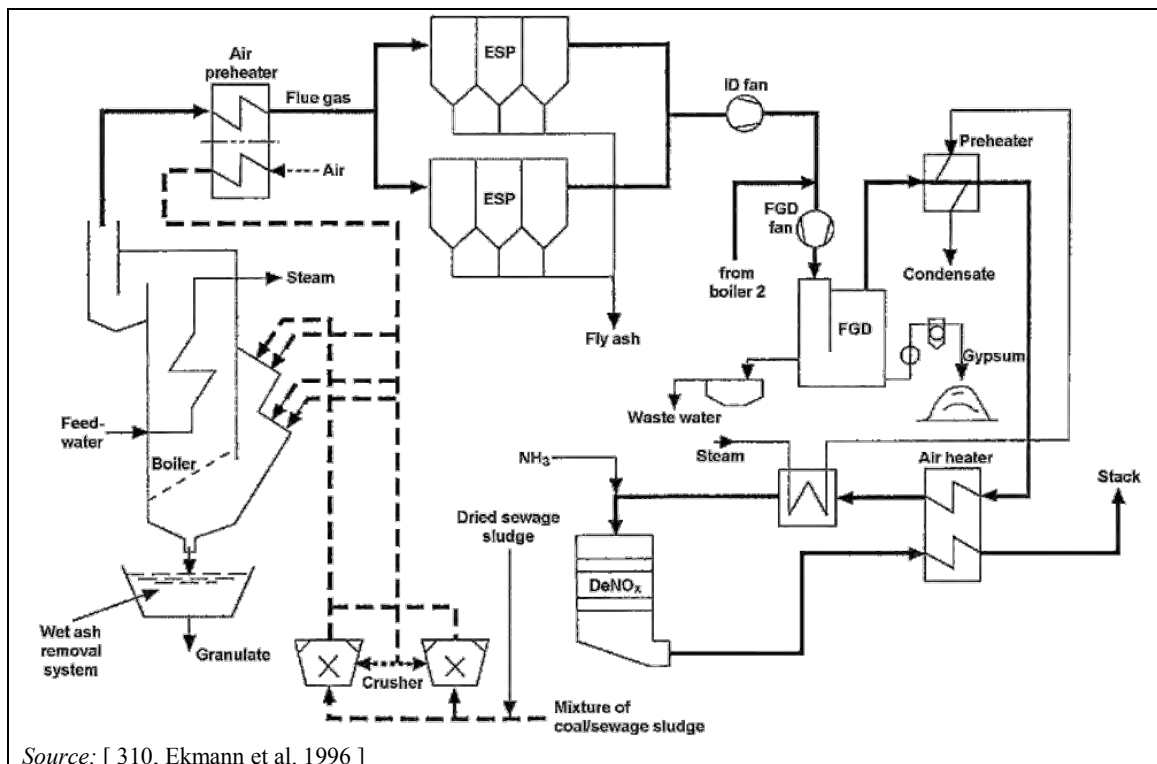 Air
preheater
Flue gas
Air
ESP
ESP
ID fan
Preheater
FGD
fan
from
boiler 2
Condensate
FGD
Gypsum
Fly ash
Waste water
Steam
Feed-
water
Boiler
Steam
Air heater
Stack
NH₃
Dried sewage
sludge
DeNOₓ
Wet ash
removal
system
Granulate
Crusher
Mixture of
coal/sewage sludge
Source: [ 310, Ekmann et al. 1996 ]